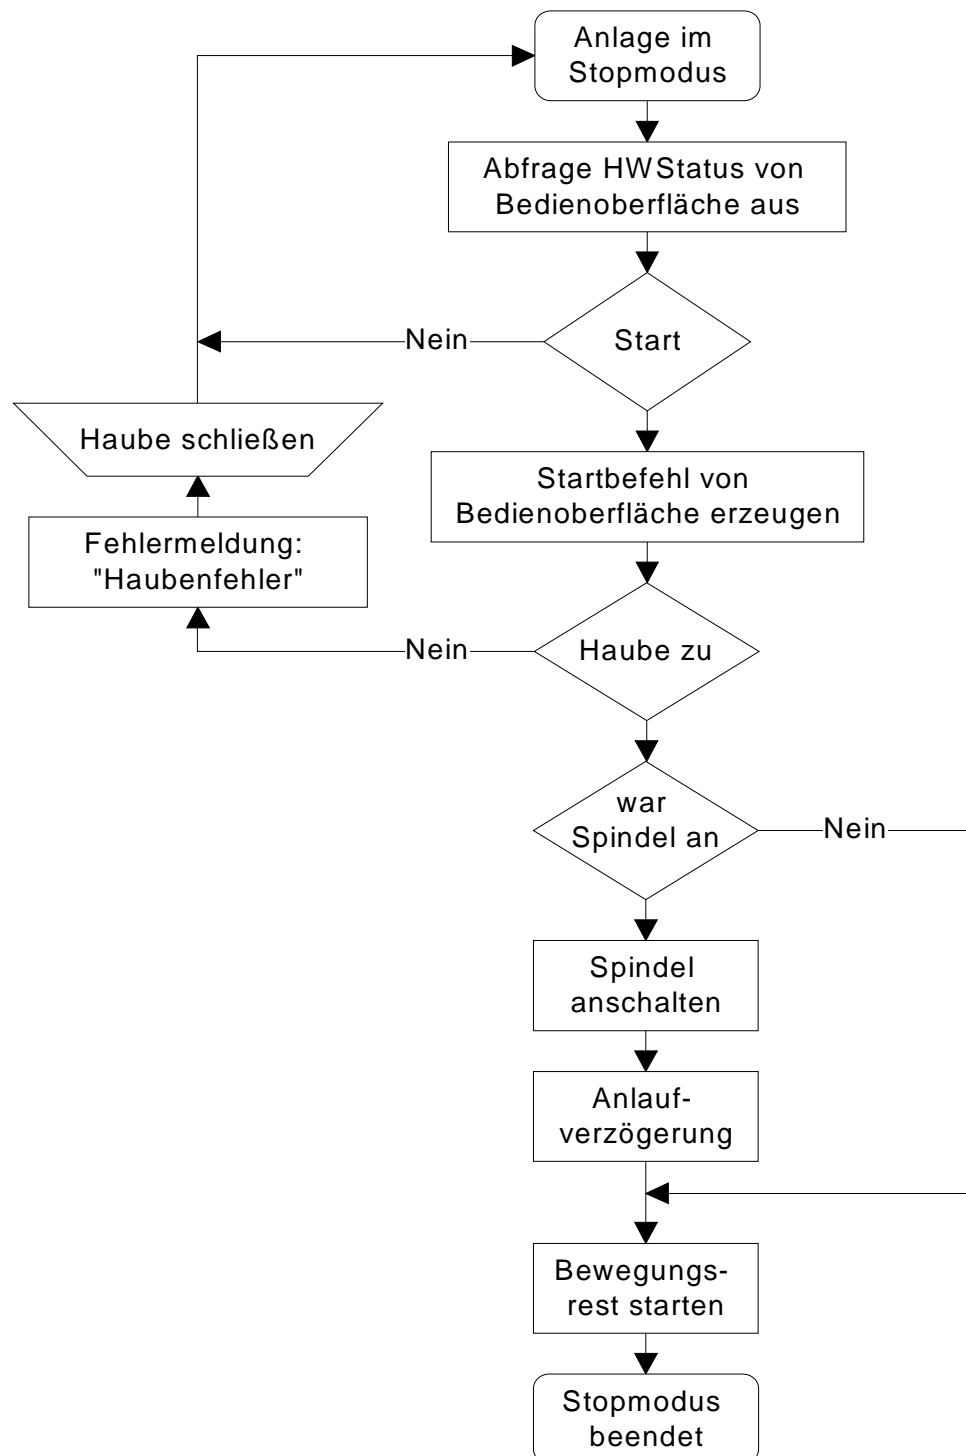 Anlage im
Stopmodus
Abfrage HWStatus von
Bedienoberfläche aus
Nein
Start
Haube schließen
Startbefehl von
Bedienoberfläche erzeugen
Fehlermeldung:
"Haubenfehler"
Nein
Haube zu
war
Spindel an
Nein
Spindel
anschalten
Anlauf-
verzögerung
Bewegungs-
rest starten
Stopmodus
beendet